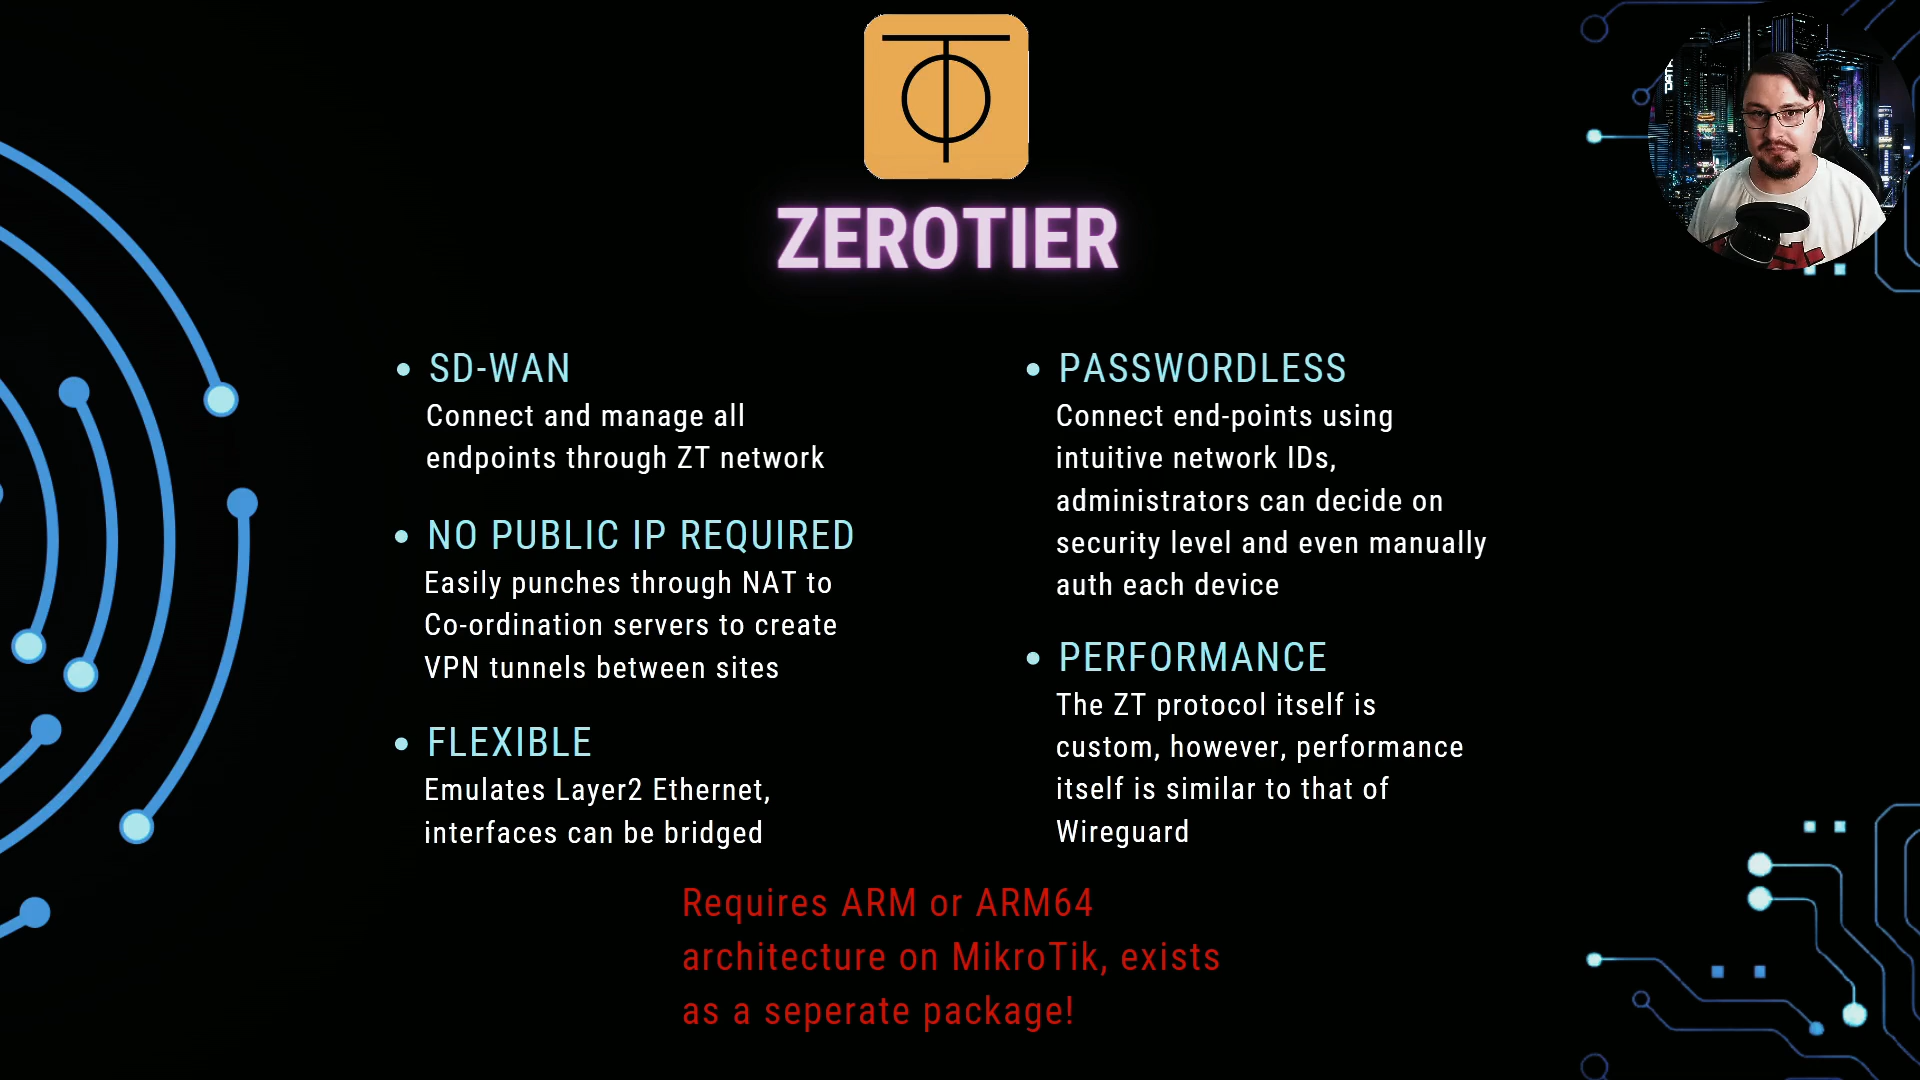 ZEROTIER
SD-WAN
Connect and manage all
endpoints through ZT network
NO PUBLIC IP REQUIRED
Easily punches through NAT to
Co-ordination servers to create
VPN tunnels between sites
FLEXIBLE
Emulates Layer2 Ethernet,
interfaces can be bridged
PASSWORDLESS
Connect end-points using
intuitive network IDs,
administrators can decide on
security level and even manually
auth each device
PERFORMANCE
The ZT protocol itself is
custom, however, performance
itself is similar to that of
Wireguard
Requires ARM or ARM64
architecture on MikroTik, exists
as a seperate package!